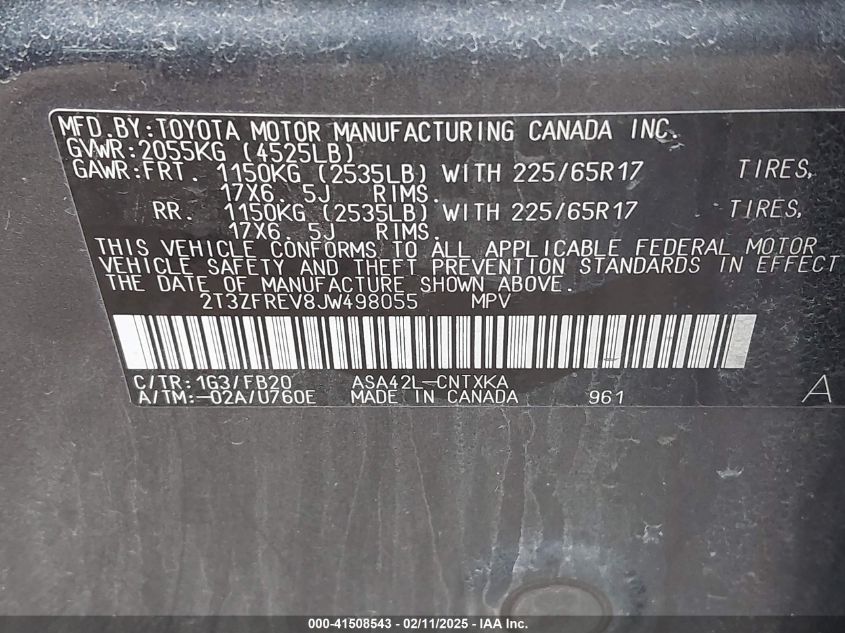 MFD.BY:TOYOTA MOTOR MANUFACTURING CANADA INC.
GVWR:2055KG (4525LB)
GAWR:FRT. 1150KG (2535LB) WITH 225/65R17 TIRES,
17X6. 5J RIMS.
RR. 1150KG (2535LB) WITH 225/65R17 TIRES,
17X6. 5J RIMS.
THIS VEHICLE CONFORMS TO ALL APPLICABLE FEDERAL MOTOR
VEHICLE SAFETY AND THEFT PREVENTION STANDARDS IN EFFECT
THE DATE OF MANUFACTURE SHOWN ABOVE.
2T3ZFREV8JW498055 MPV
C/TR:1G3/FB20 ASA42L-CNTXKA
A/TM:-02A/U760E MADE IN CANADA 961 A
000-41508543 - 02/11/2025 - IAA Inc.